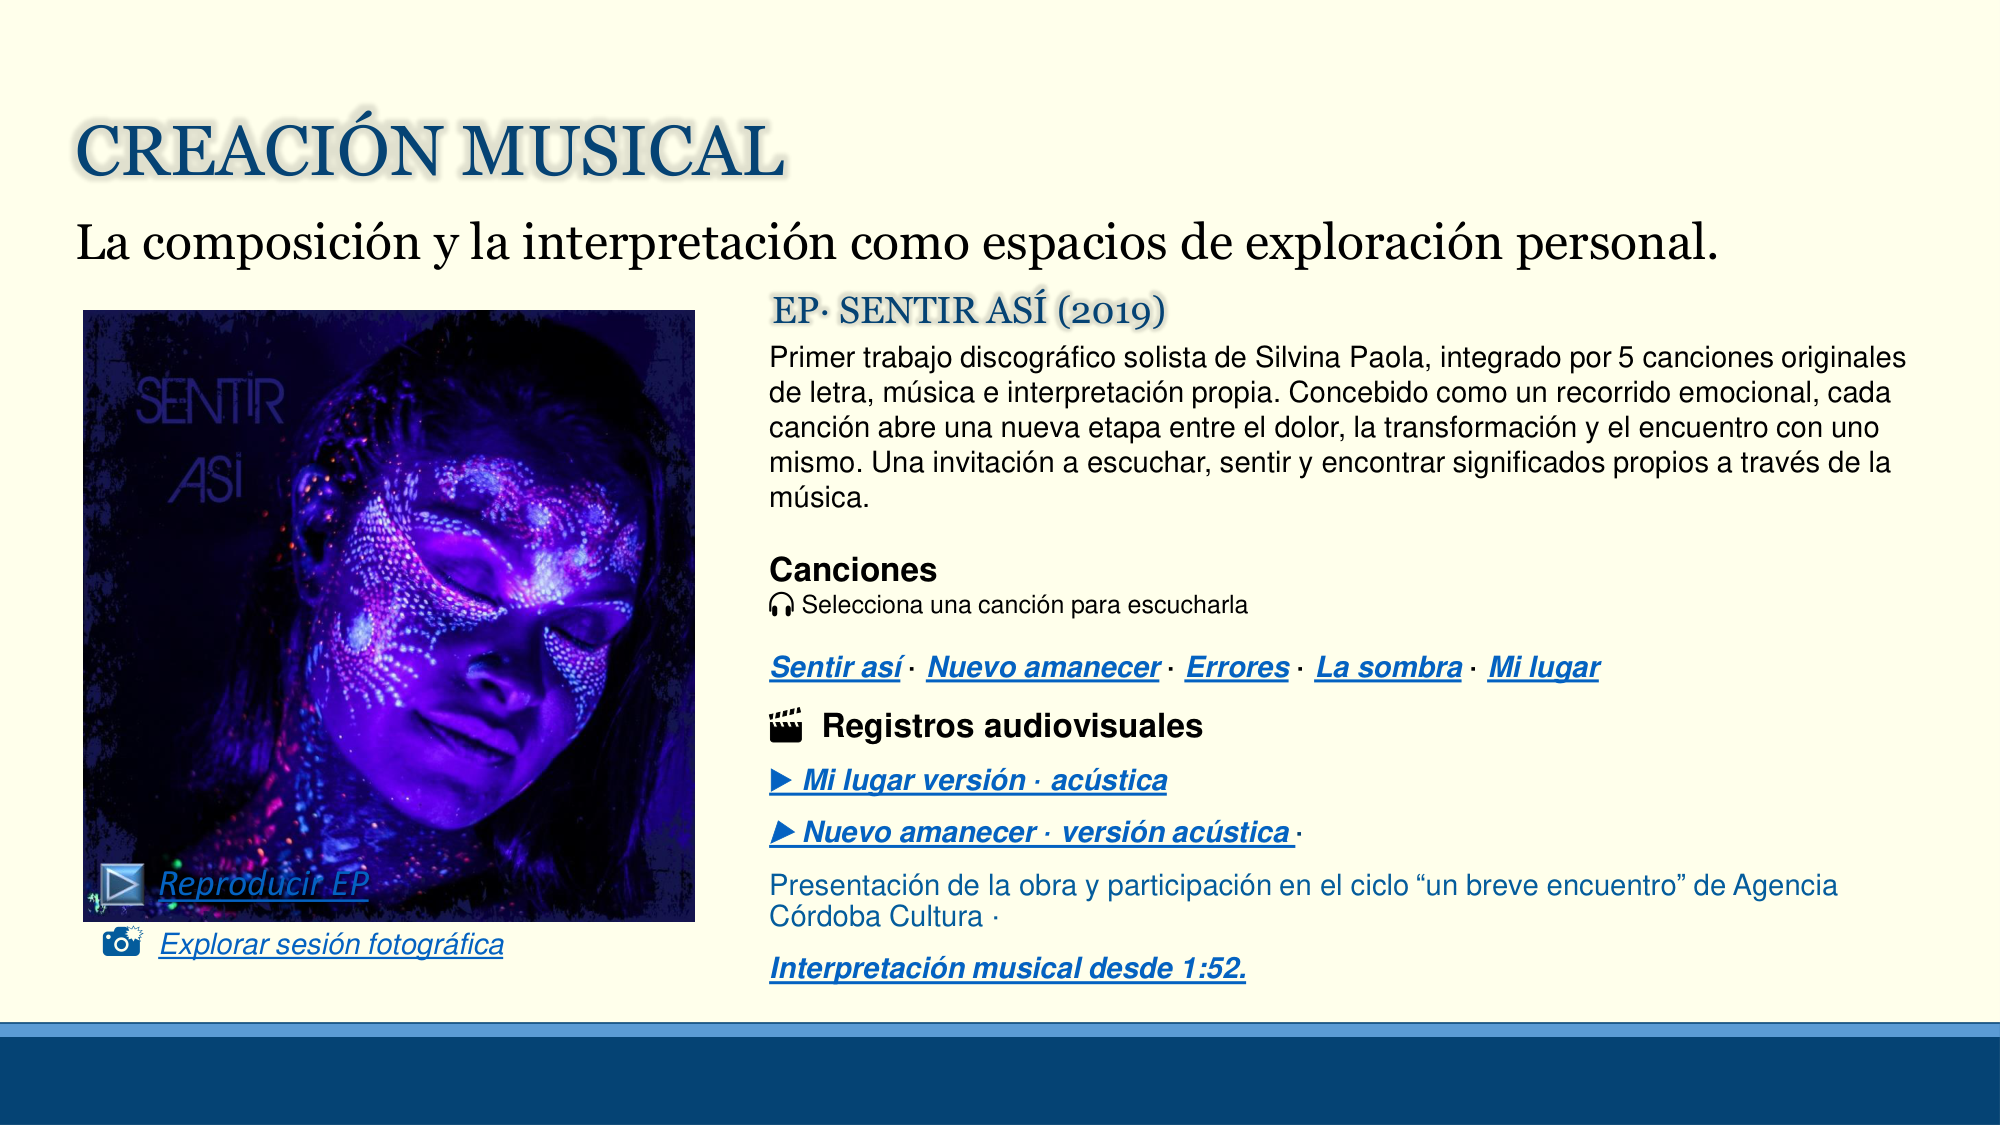 CREACIÓN MUSICAL
La composición y la interpretación como espacios de exploración personal.
SENTIR
ASÍ
Reproducir EP
Explorar sesión fotográfica
EP· SENTIR ASÍ (2019)
Primer trabajo discográfico solista de Silvina Paola, integrado por 5 canciones originales
de letra, música e interpretación propia. Concebido como un recorrido emocional, cada
canción abre una nueva etapa entre el dolor, la transformación y el encuentro con uno
mismo. Una invitación a escuchar, sentir y encontrar significados propios a través de la
música.
Canciones
Selecciona una canción para escucharla
Sentir así · Nuevo amanecer · Errores · La sombra · Mi lugar
Registros audiovisuales
▶ Mi lugar versión · acústica
▶ Nuevo amanecer · versión acústica ·
Presentación de la obra y participación en el ciclo “un breve encuentro” de Agencia
Córdoba Cultura ·
Interpretación musical desde 1:52.